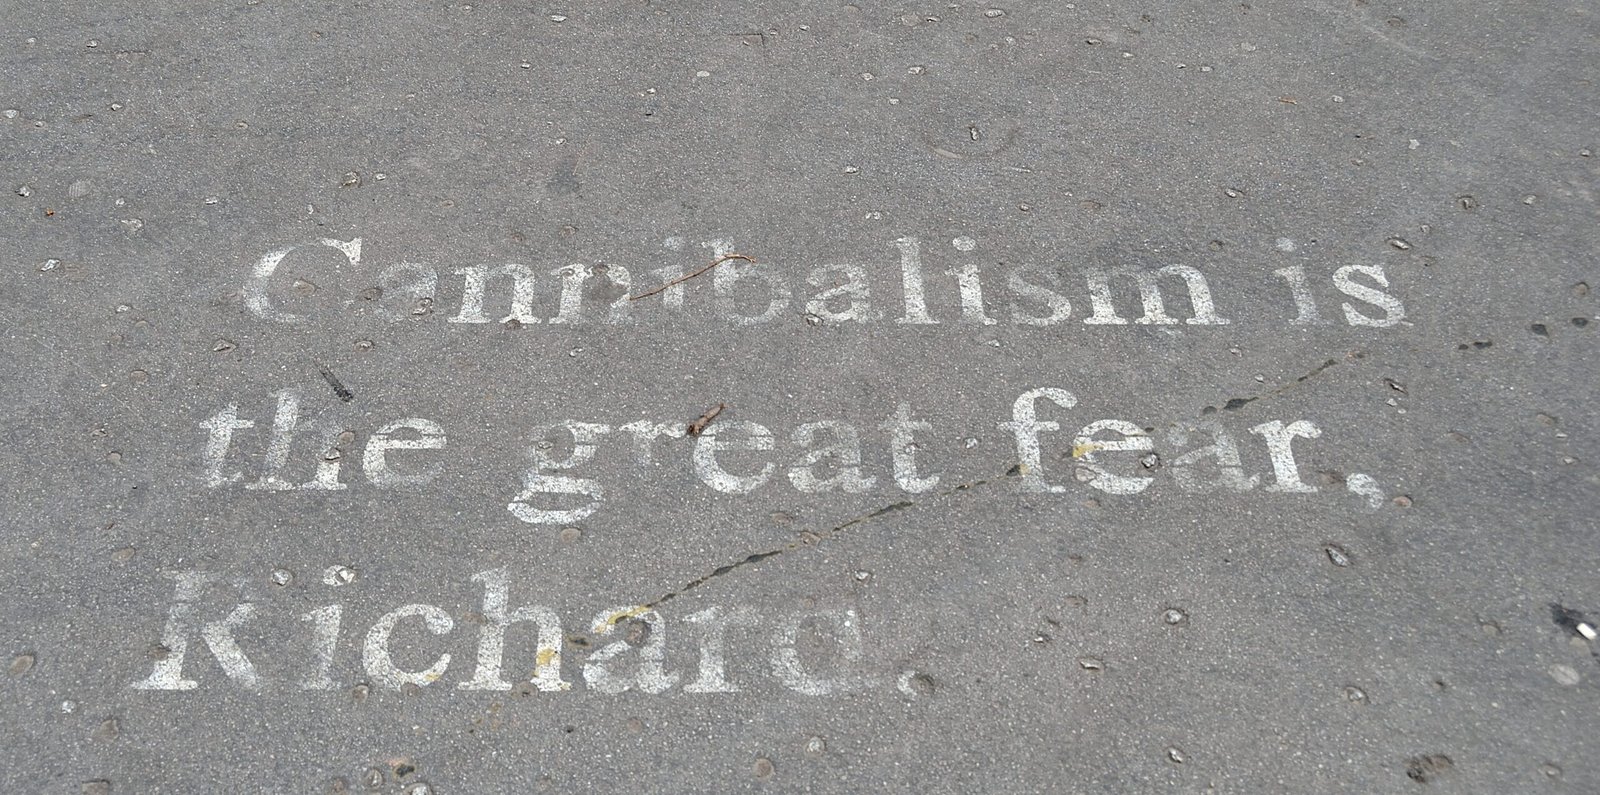 Cannibalism is
the great fear,
Richard.